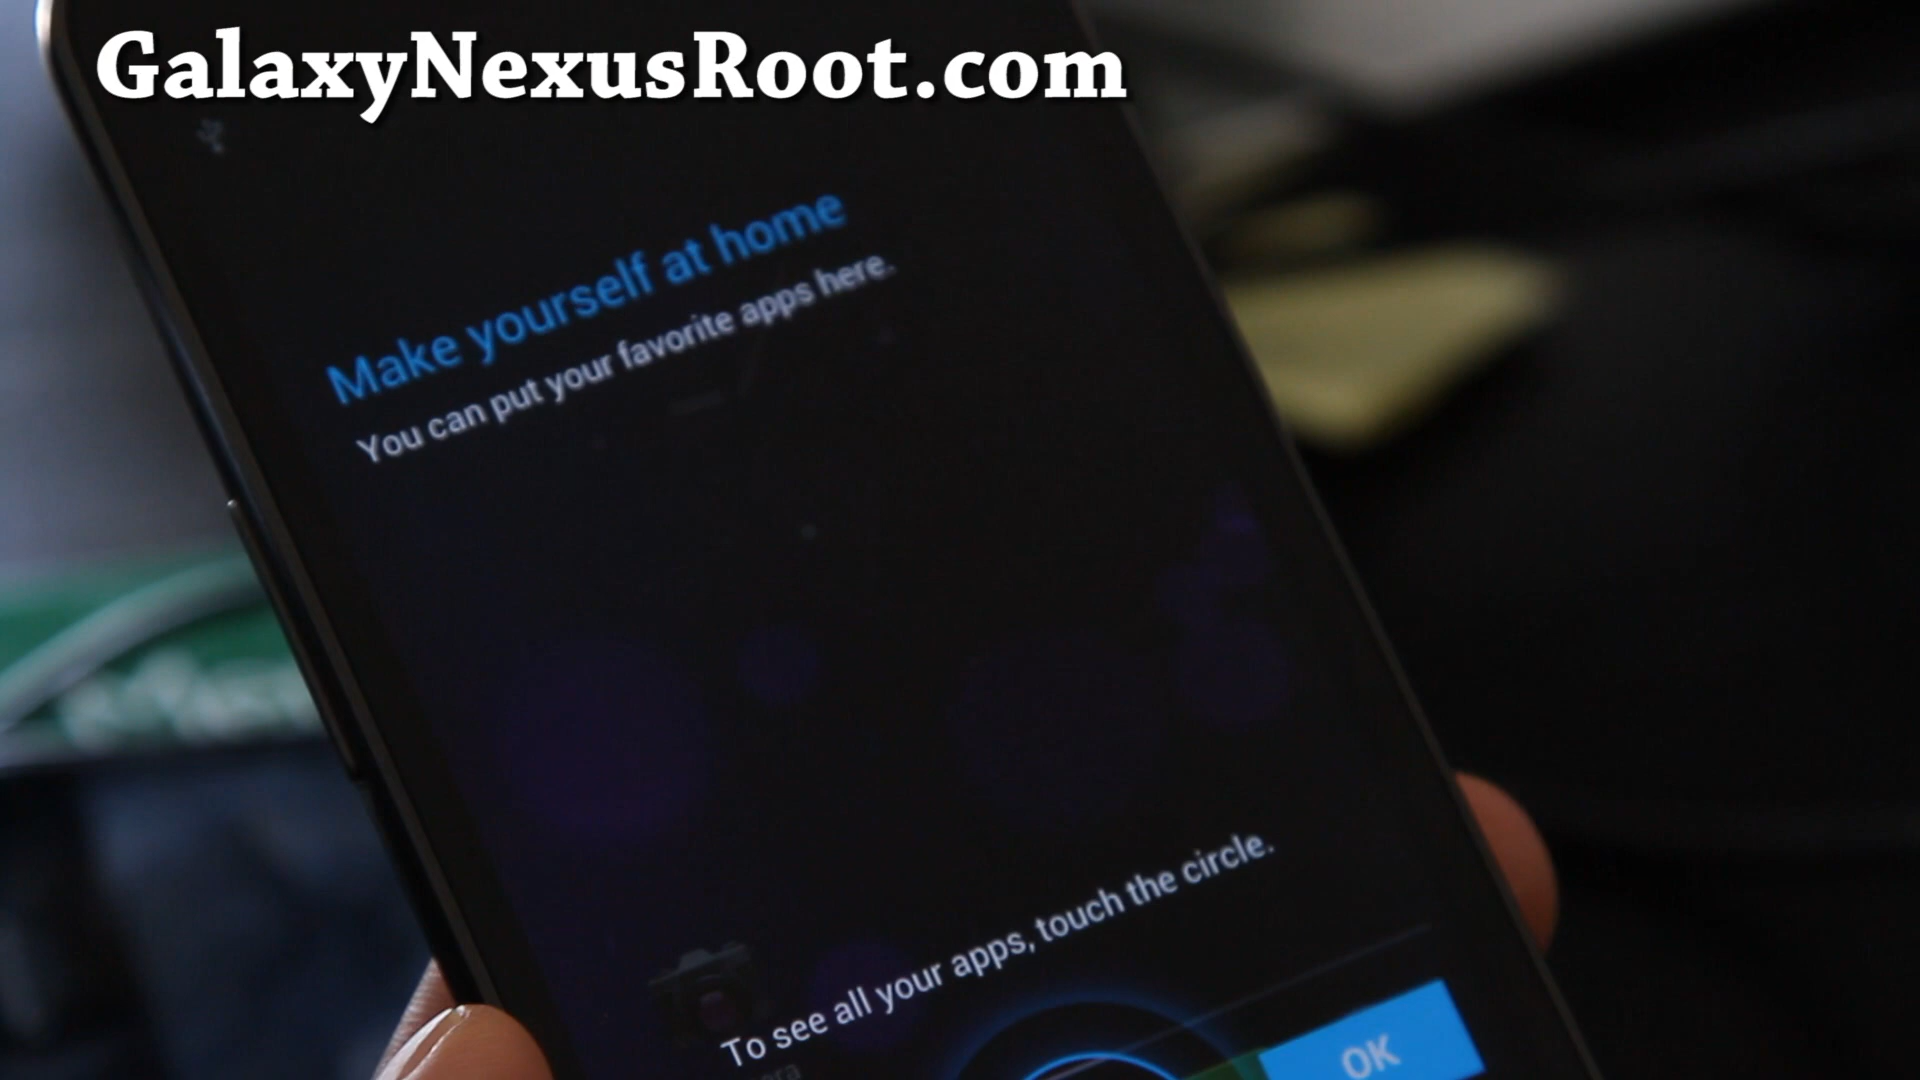 GalaxyNexusRoot.com
Make yourself at home
You can put your favorite apps here.
To see all your apps, touch the circle.
OK